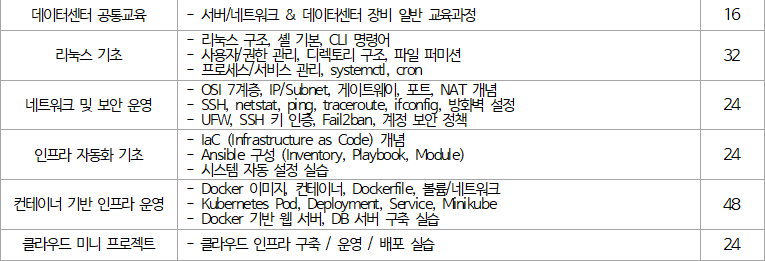 데이터센터 공통교육
- 서버/네트워크 & 데이터센터 장비 일반 교육과정
16
리눅스 기초
- 리눅스 구조, 셸 기본, CLI 명령어
- 사용자/권한 관리, 디렉토리 구조, 파일 퍼미션
- 프로세스/서비스 관리, systemctl, cron
32
네트워크 및 보안 운영
- OSI 7계층, IP/Subnet, 게이트웨이, 포트, NAT 개념
- SSH, netstat, ping, traceroute, ifconfig, 방화벽 설정
- UFW, SSH 키 인증, Fail2ban, 계정 보안 정책
24
인프라 자동화 기초
- IaC (Infrastructure as Code) 개념
- Ansible 구성 (Inventory, Playbook, Module)
- 시스템 자동 설정 실습
24
컨테이너 기반 인프라 운영
- Docker 이미지, 컨테이너, Dockerfile, 볼륨/네트워크
- Kubernetes Pod, Deployment, Service, Minikube
- Docker 기반 웹 서버, DB 서버 구축 실습
48
클라우드 미니 프로젝트
- 클라우드 인프라 구축 / 운영 / 배포 실습
24